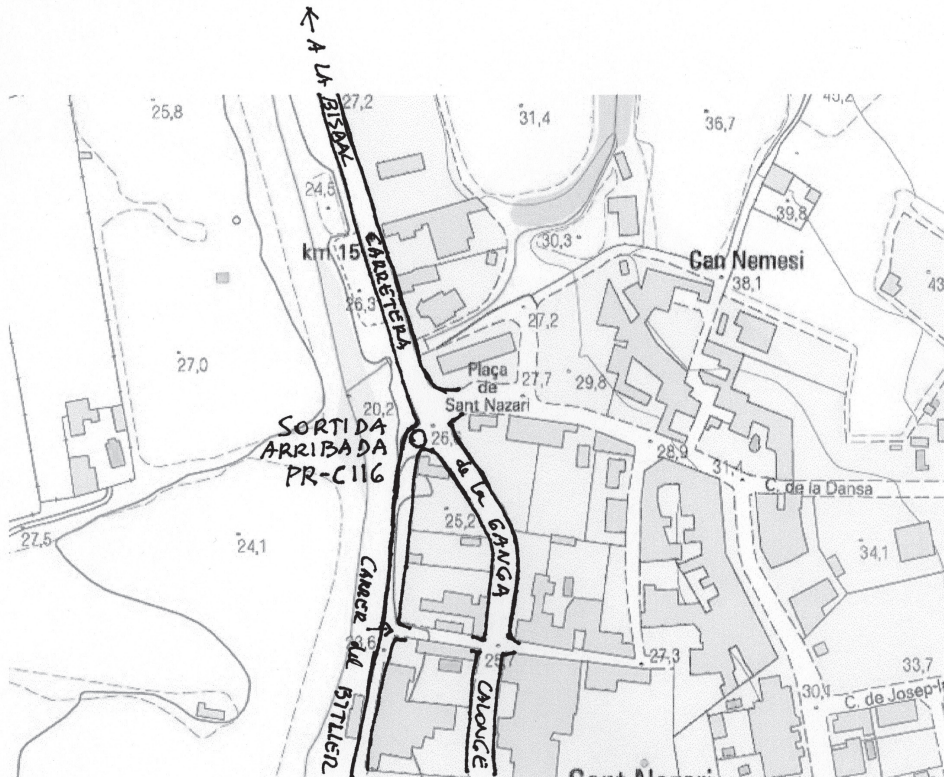 ← A LA BISBAL
27,2
25,8
31,4
36,7
45,2
24,5
39,8
km 15
CARRETERA
30,3
Can Nemesi
26,3
38,1
43
27,2
27,0
Plaça
de
Sant Nazari
27,7
29,8
20,2
SORTIDA
ARRIBADA
PR-C116
26,
28,9
31,4
de la GANGA
C. de la Dansa
25,2
27,5
24,1
34,1
CARRER del BITLLER
3,6
25,7
27,3
33,7
CALONGE
30,1
C. de Josep-
Sant Nazari